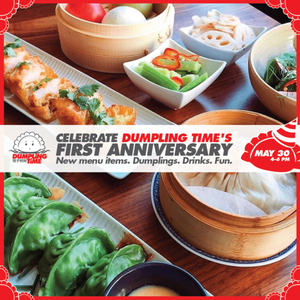 CELEBRATE DUMPLING TIME'S
FIRST ANNIVERSARY
New menu items. Dumplings. Drinks. Fun.
DUMPLING
TIME
MAY 30
4-6 PM